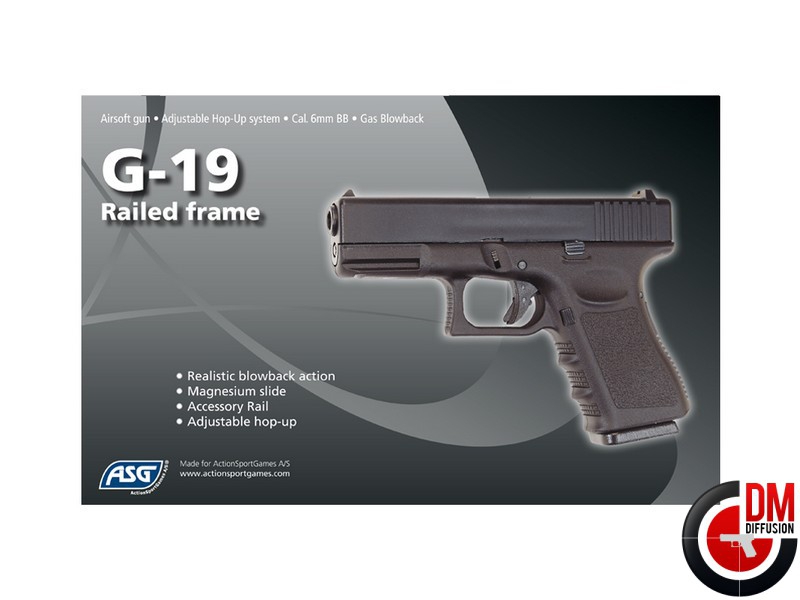 Airsoft gun • Adjustable Hop-Up system • Cal. 6mm BB • Gas Blowback
G-19
Railed frame
• Realistic blowback action
• Magnesium slide
• Accessory Rail
• Adjustable hop-up
ASG
ActionSportGames A/S®
Made for ActionSportGames A/S
www.actionsportgames.com
DM
DIFFUSION